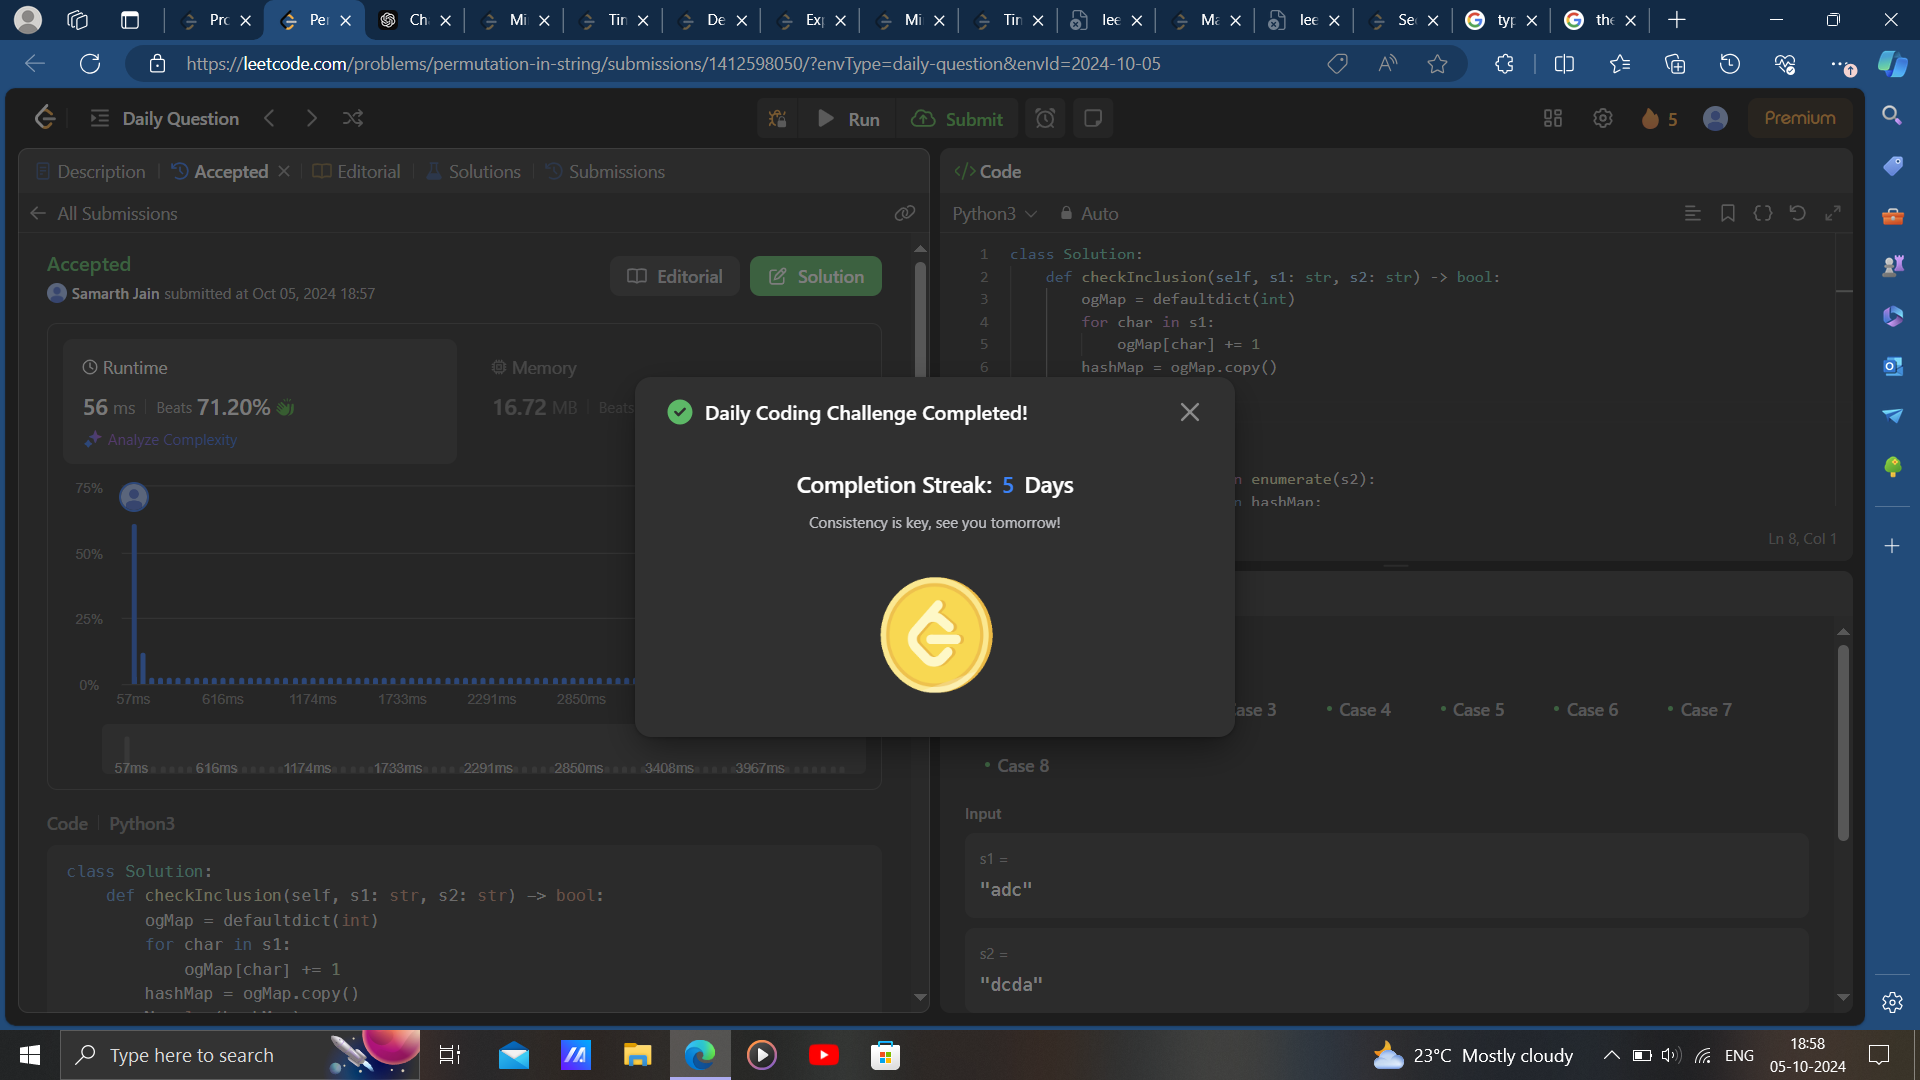 Pro
Per
Ch
Mi
Tin
De
Exp
Mi
Tin
lee
Ma
lee
Sec
typ
the
https://leetcode.com/problems/permutation-in-string/submissions/1412598050/?envType=daily-question&envId=2024-10-05
Daily Question
Run
Submit
5
Premium
Description
Accepted
Editorial
Solutions
Submissions
All Submissions
Accepted
Samarth Jain submitted at Oct 05, 2024 18:57
Editorial
Solution
Runtime
56 ms
Beats 71.20%
Analyze Complexity
Memory
16.72 MB
Beats
75%
50%
25%
0%
57ms 616ms 1174ms 1733ms 2291ms 2850ms
57ms 616ms 1174ms 1733ms 2291ms 2850ms 3408ms 3967ms
Code
Python3
class Solution:
def checkInclusion(self, s1: str, s2: str) -> bool:
ogMap = defaultdict(int)
for char in s1:
ogMap[char] += 1
hashMap = ogMap.copy()
Daily Coding Challenge Completed!
Completion Streak: 5 Days
Consistency is key, see you tomorrow!
</> Code
Python3
Auto
1 class Solution:
2 def checkInclusion(self, s1: str, s2: str) -> bool:
3 ogMap = defaultdict(int)
4 for char in s1:
5 ogMap[char] += 1
6 hashMap = ogMap.copy()
n enumerate(s2):
n hashMap:
Ln 8, Col 1
ase 3
Case 4
Case 5
Case 6
Case 7
Case 8
Input
s1 =
"adc"
s2 =
"dcda"
Type here to search
23°C Mostly cloudy
ENG
18:58
05-10-2024